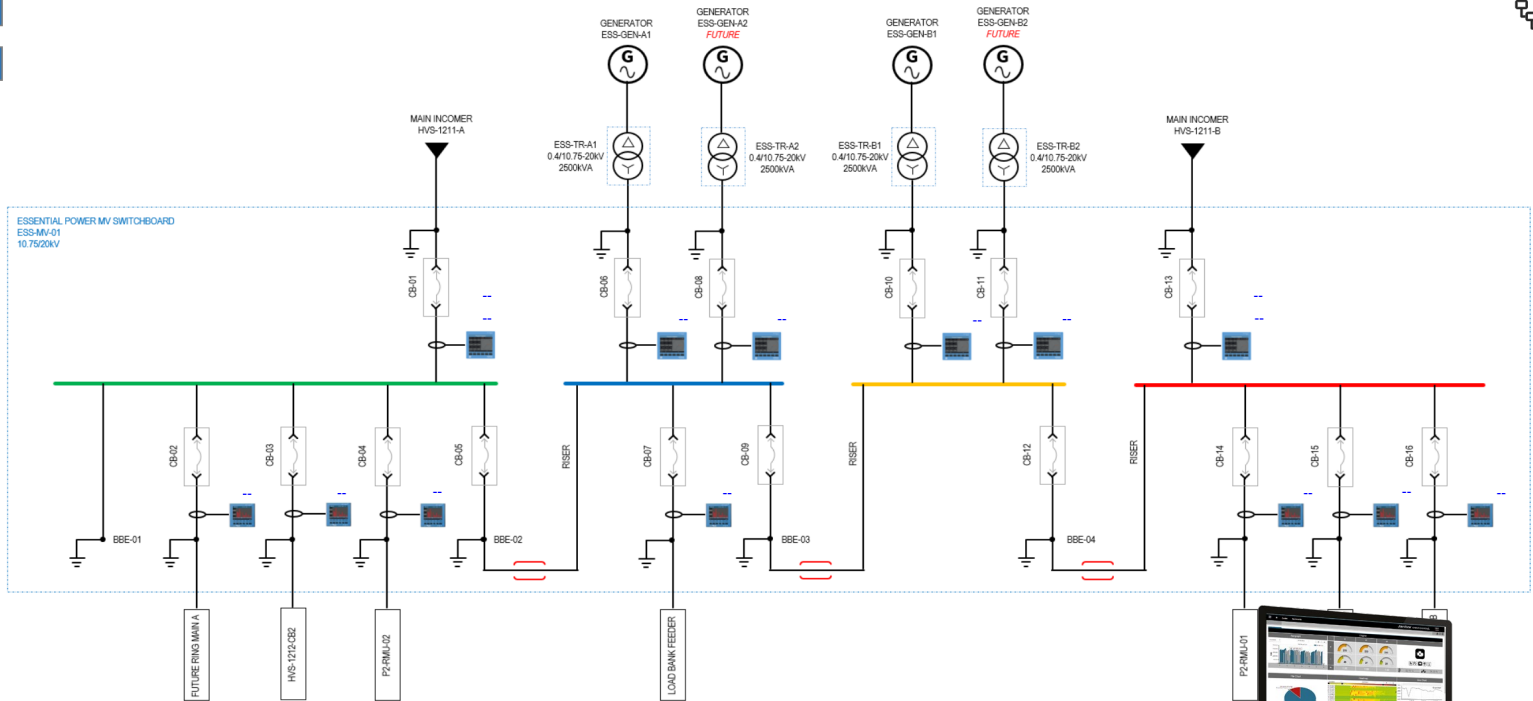 GENERATOR
ESS-GEN-A1
GENERATOR
ESS-GEN-A2
FUTURE
GENERATOR
ESS-GEN-B1
GENERATOR
ESS-GEN-B2
FUTURE
G
G
G
G
MAIN INCOMER
HVS-1211-A
MAIN INCOMER
HVS-1211-B
ESS-TR-A1
0.4/10.75-20kV
2500kVA
ESS-TR-A2
0.4/10.75-20kV
2500kVA
ESS-TR-B1
0.4/10.75-20kV
2500kVA
ESS-TR-B2
0.4/10.75-20kV
2500kVA
ESSENTIAL POWER MV SWITCHBOARD
ESS-MV-01
10.75/20kV
CB-01
CB-06
CB-08
CB-10
CB-11
CB-13
--
--
--
--
--
--
--
--
CB-02
CB-03
CB-04
CB-05
RISER
CB-07
CB-09
RISER
CB-12
RISER
CB-14
CB-15
CB-16
--
--
--
--
--
--
--
BBE-01
BBE-02
BBE-03
BBE-04
FUTURE RING MAIN A
HVS-1212-CB2
P2-RMU-02
LOAD BANK FEEDER
P2-RMU-01